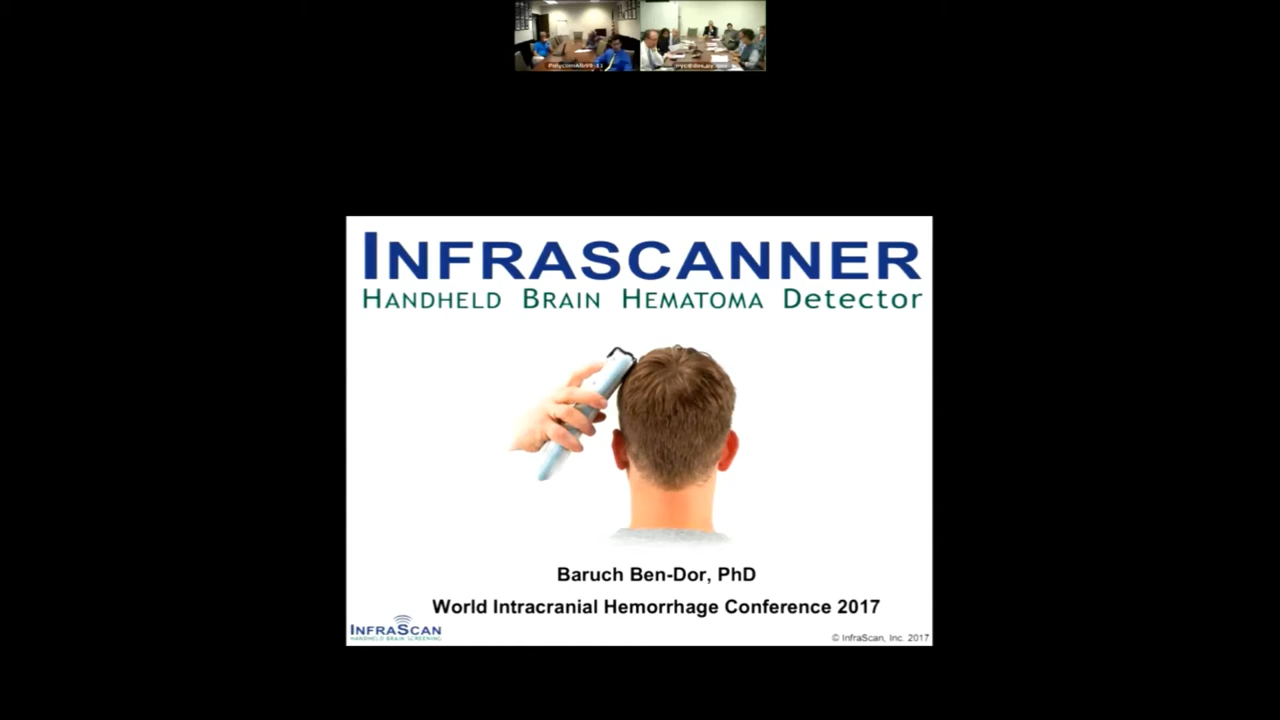 INFRASCANNER
HANDHELD BRAIN HEMATOMA Detector
Baruch Ben-Dor, PhD
World Intracranial Hemorrhage Conference 2017
INFRASCAN
HANDHELD BRAIN SCREENING
© InfraScan, Inc. 2017